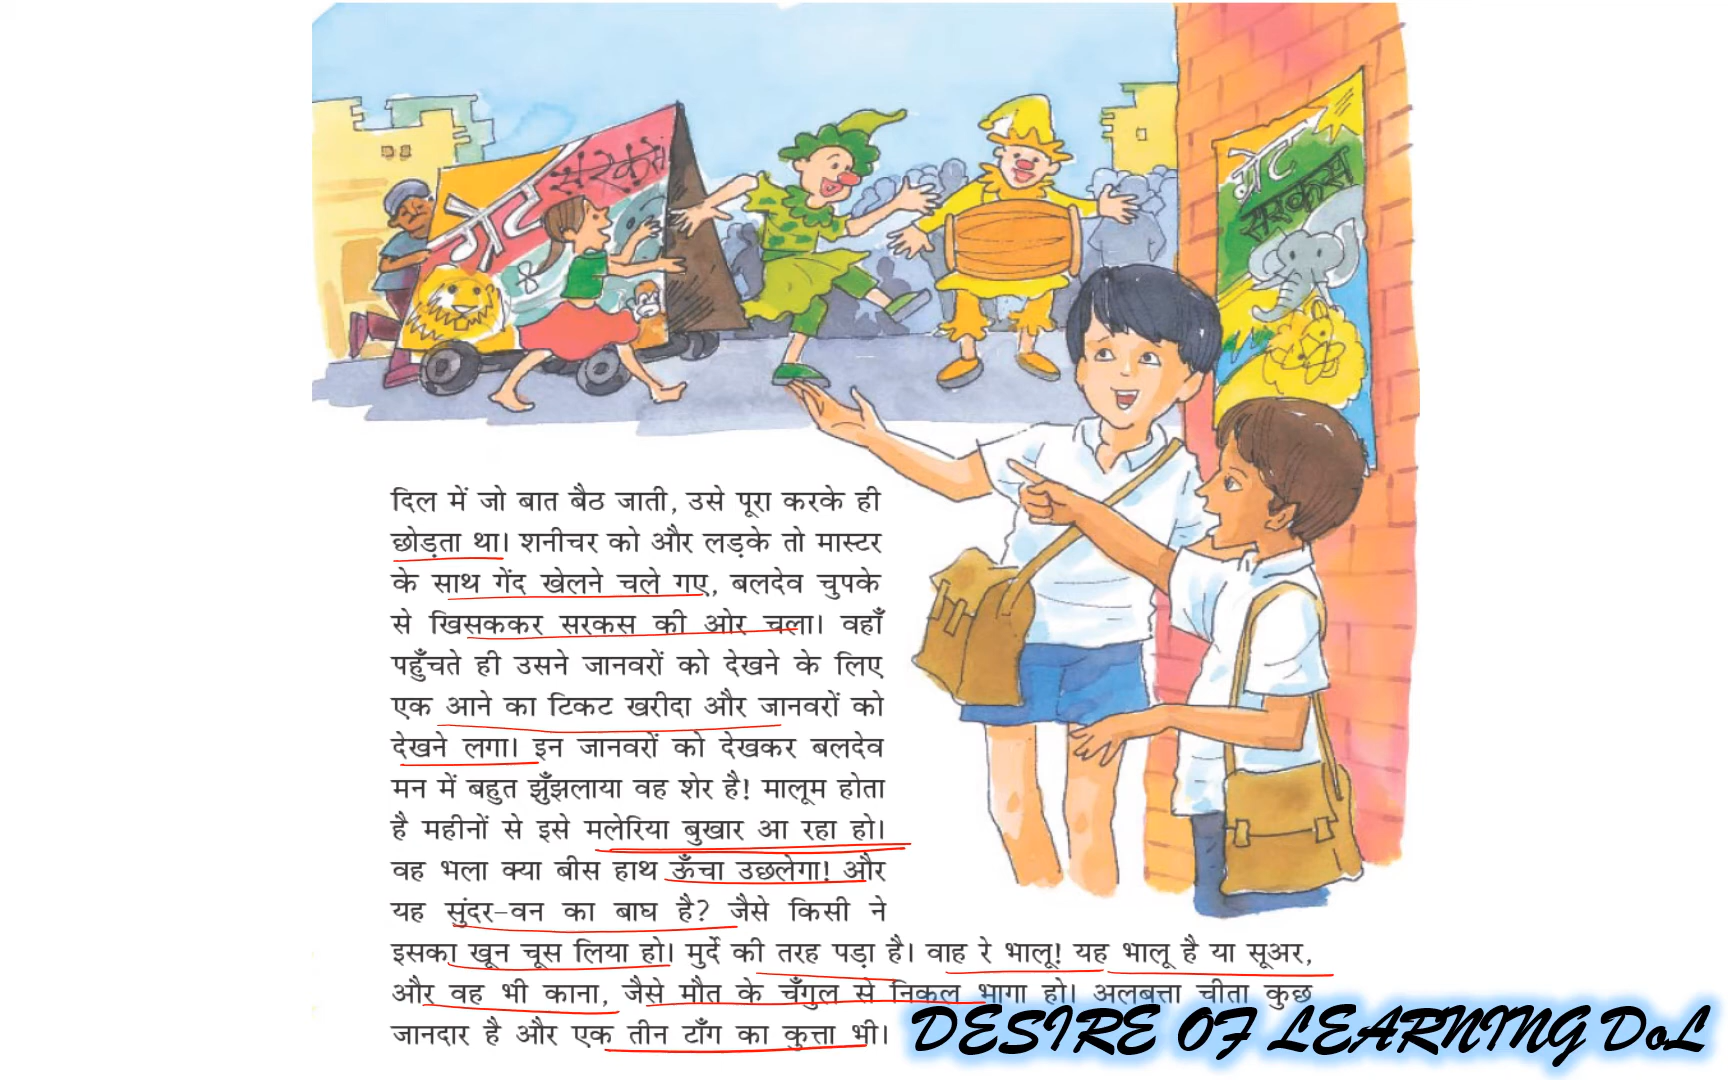 ग्रेट
सरकस
ग्रेट
सरकस
दिल में जो बात बैठ जाती, उसे पूरा करके ही
छोड़ता था। शनीचर को और लड़के तो मास्टर
के साथ गेंद खेलने चले गए, बलदेव चुपके
से खिसककर सरकस की ओर चला। वहाँ
पहुँचते ही उसने जानवरों को देखने के लिए
एक आने का टिकट खरीदा और जानवरों को
देखने लगा। इन जानवरों को देखकर बलदेव
मन में बहुत झुँझलाया वह शेर है! मालूम होता
है महीनों से इसे मलेरिया बुखार आ रहा हो।
वह भला क्या बीस हाथ ऊँचा उछलेगा! और
यह सुंदर-वन का बाघ है? जैसे किसी ने
इसका खून चूस लिया हो। मुर्दे की तरह पड़ा है। वाह रे भालू! यह भालू है या सूअर,
और वह भी काना, जैसे मौत के चँगुल से निकल भागा हो। अलबत्ता चीता कुछ
जानदार है और एक तीन टाँग का कुत्ता भी।
DESIRE OF LEARNING DoL